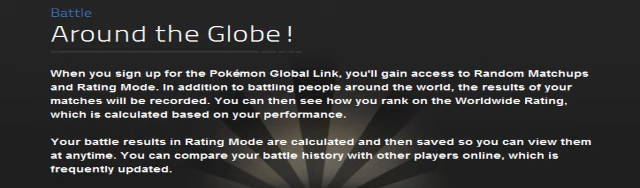 Battle
Around the Globe!
When you sign up for the Pokémon Global Link, you'll gain access to Random Matchups
and Rating Mode. In addition to battling people around the world, the results of your
matches will be recorded. You can then see how you rank on the Worldwide Rating,
which is calculated based on your performance.
Your battle results in Rating Mode are calculated and then saved so you can view them
at anytime. You can compare your battle history with other players online, which is
frequently updated.